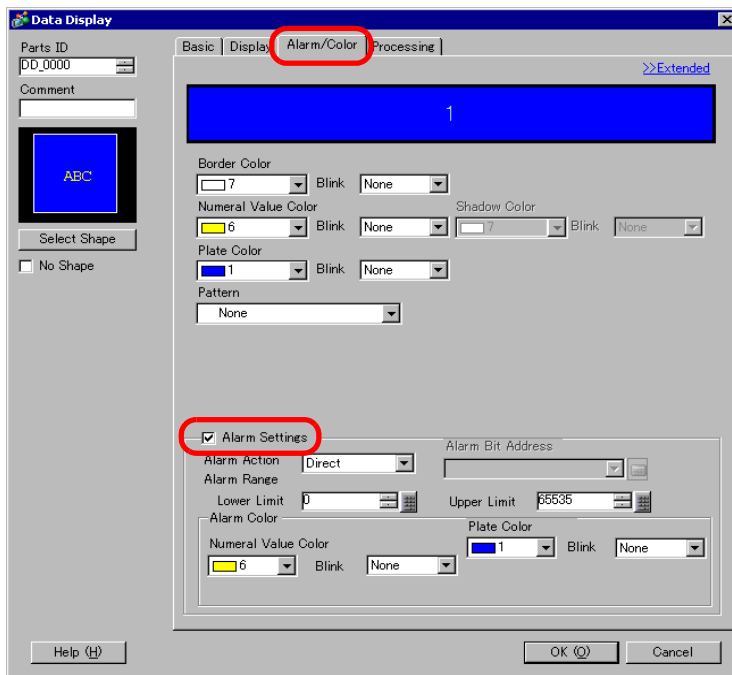 Data Display
Parts ID
DD_0000
Comment
ABC
Select Shape
No Shape
Basic Display Alarm/Color Processing
>>Extended
1
Border Color
7 Blink None
Numeral Value Color Shadow Color
6 Blink None 7 Blink None
Plate Color
1 Blink None
Pattern
None
Alarm Settings
Alarm Bit Address
Alarm Action Direct
Alarm Range
Lower Limit 0 Upper Limit 65535
Alarm Color
Plate Color
Numeral Value Color 1 Blink None
6 Blink None
Help (H) OK (O) Cancel